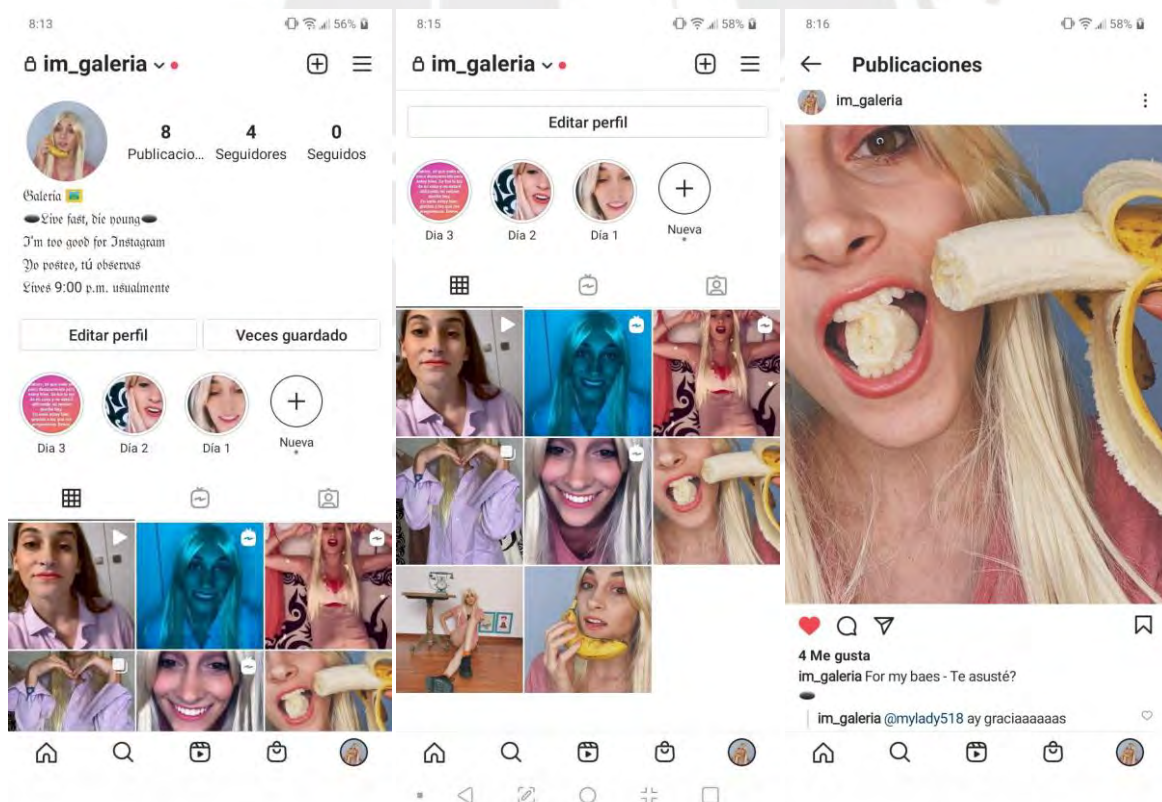 8:13
56%
im_galeria
8
4
0
Publicacio...
Seguidores
Seguidos
Galería
Live fast, die young
I'm too good for Instagram
Yo posteo, tú observas
Lives 9:00 p.m. usualmente
Editar perfil
Veces guardado
Día 3
Día 2
Día 1
Nueva
8:15
58%
im_galeria
Editar perfil
Día 3
Día 2
Día 1
Nueva
8:16
58%
Publicaciones
im_galeria
4 Me gusta
im_galeria For my baes - Te asusté?
im_galeria @mylady518 ay graciaaaaaas